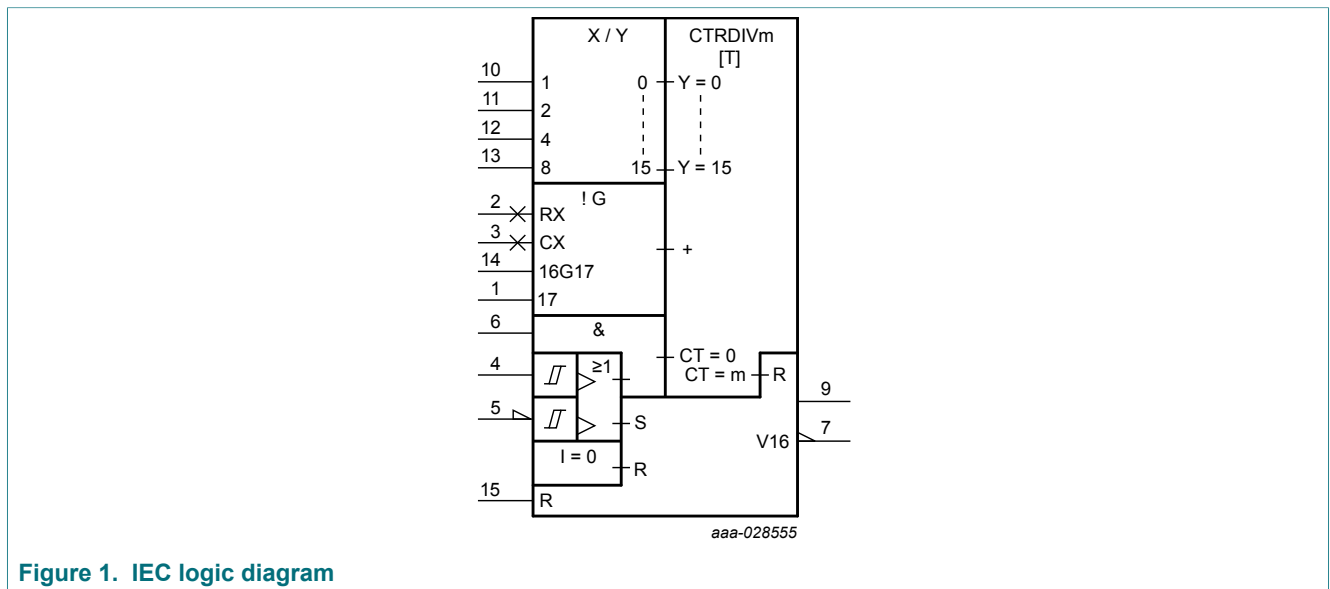 X / Y
CTRDIVm
[T]
10
1
0
Y = 0
11
2
12
4
13
8
15
Y = 15
! G
2
RX
3
CX
+
14
16G17
1
17
6
&
CT = 0
4
≥1
CT = m
R
9
5
S
7
V16
I = 0
R
15
R
aaa-028555
Figure 1. IEC logic diagram